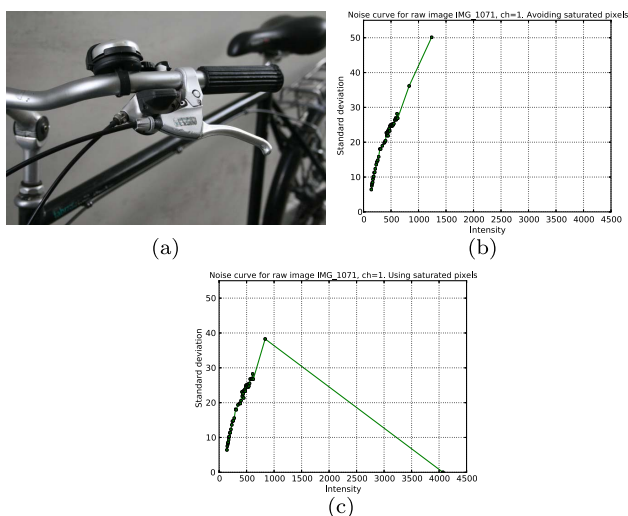 Noise curve for raw image IMG_1071, ch=1. Avoiding saturated pixels
50
40
30
20
10
0
Standard deviation
0 500 1000 1500 2000 2500 3000 3500 4000 4500
Intensity
(a)
(b)
Noise curve for raw image IMG_1071, ch=1. Using saturated pixels
50
40
30
20
10
0
Standard deviation
0 500 1000 1500 2000 2500 3000 3500 4000 4500
Intensity
(c)